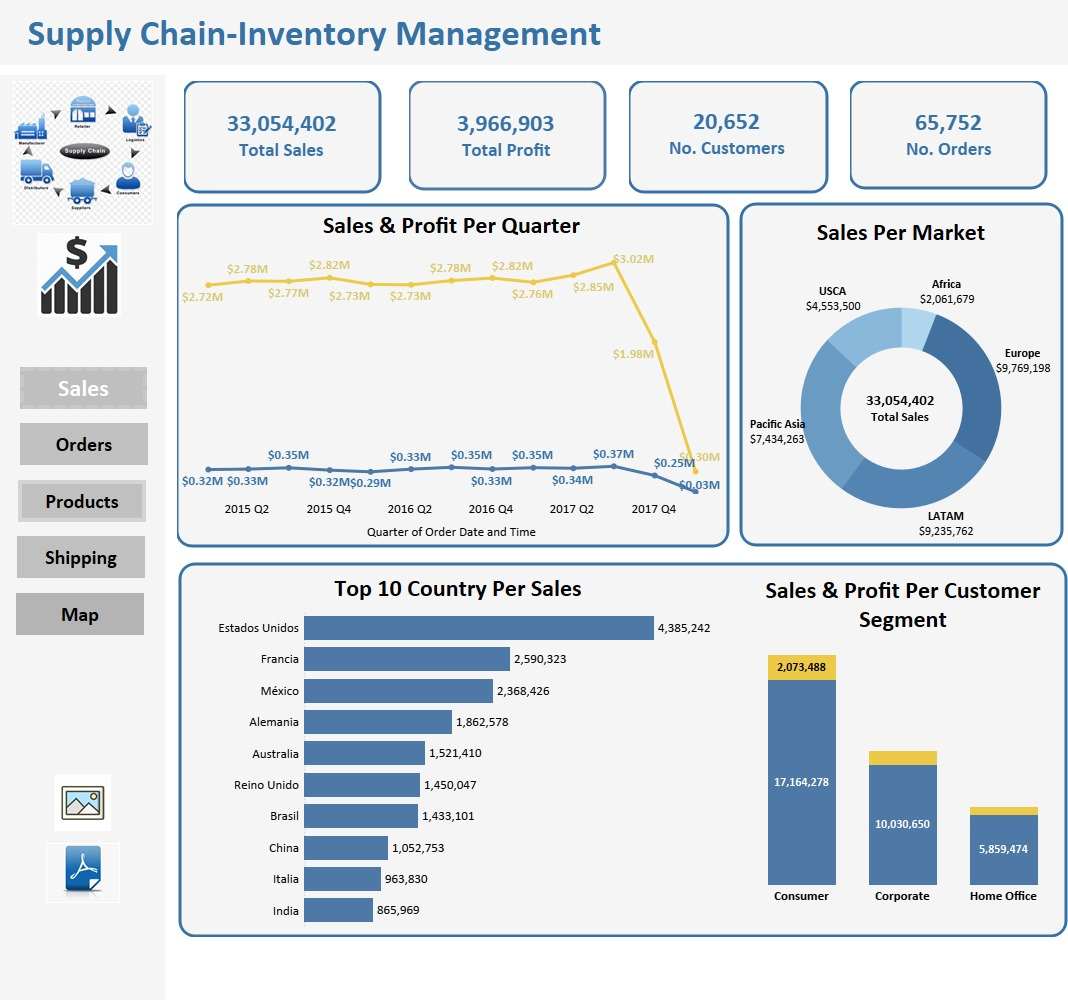 Supply Chain-Inventory Management
Retailer
Manufacturer
Logistics
Supply Chain
Distributors
Consumers
Suppliers
Sales
Orders
Products
Shipping
Map
33,054,402
Total Sales
3,966,903
Total Profit
20,652
No. Customers
65,752
No. Orders
Sales & Profit Per Quarter
$2.72M
$2.78M
$2.77M
$2.82M
$2.73M
$2.73M
$2.78M
$2.82M
$2.76M
$2.85M
$3.02M
$1.98M
$0.30M
$0.32M
$0.33M
$0.35M
$0.32M
$0.29M
$0.33M
$0.35M
$0.33M
$0.35M
$0.34M
$0.37M
$0.25M
$0.03M
2015 Q2
2015 Q4
2016 Q2
2016 Q4
2017 Q2
2017 Q4
Quarter of Order Date and Time
Sales Per Market
USCA
$4,553,500
Africa
$2,061,679
Europe
$9,769,198
33,054,402
Total Sales
Pacific Asia
$7,434,263
LATAM
$9,235,762
Top 10 Country Per Sales
Estados Unidos 4,385,242
Francia 2,590,323
México 2,368,426
Alemania 1,862,578
Australia 1,521,410
Reino Unido 1,450,047
Brasil 1,433,101
China 1,052,753
Italia 963,830
India 865,969
Sales & Profit Per Customer
Segment
2,073,488
17,164,278
10,030,650
5,859,474
Consumer
Corporate
Home Office